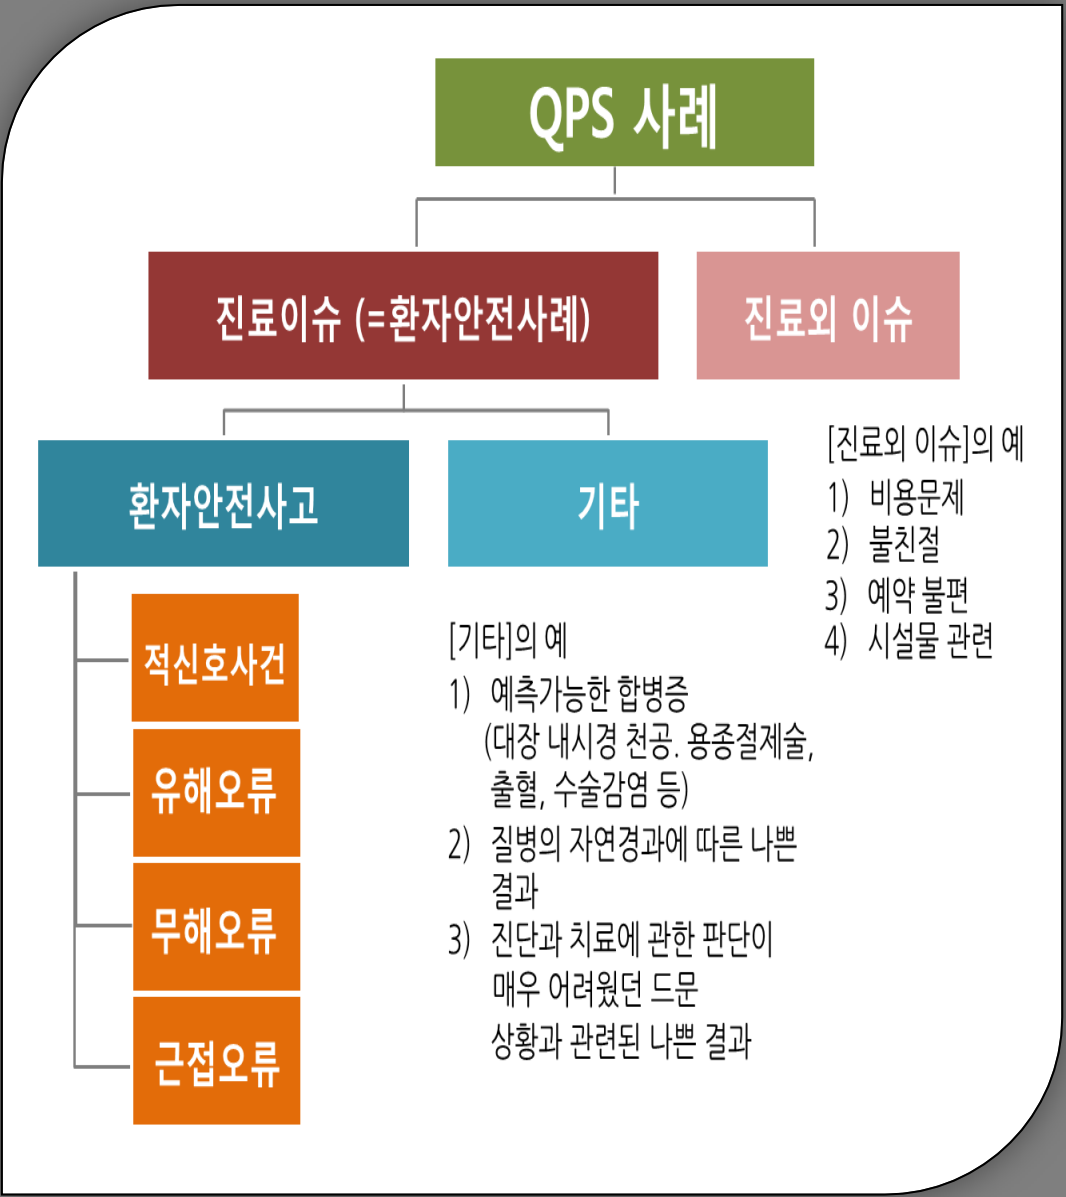 QPS 사례
진료이슈 (=환자안전사례)
진료외 이슈
환자안전사고
기타
적신호사건
유해오류
무해오류
근접오류
[기타]의 예
1) 예측가능한 합병증
(대장 내시경 천공. 용종절제술,
출혈, 수술감염 등)
2) 질병의 자연경과에 따른 나쁜
결과
3) 진단과 치료에 관한 판단이
매우 어려웠던 드문
상황과 관련된 나쁜 결과
[진료외 이슈]의 예
1) 비용문제
2) 불친절
3) 예약 불편
4) 시설물 관련